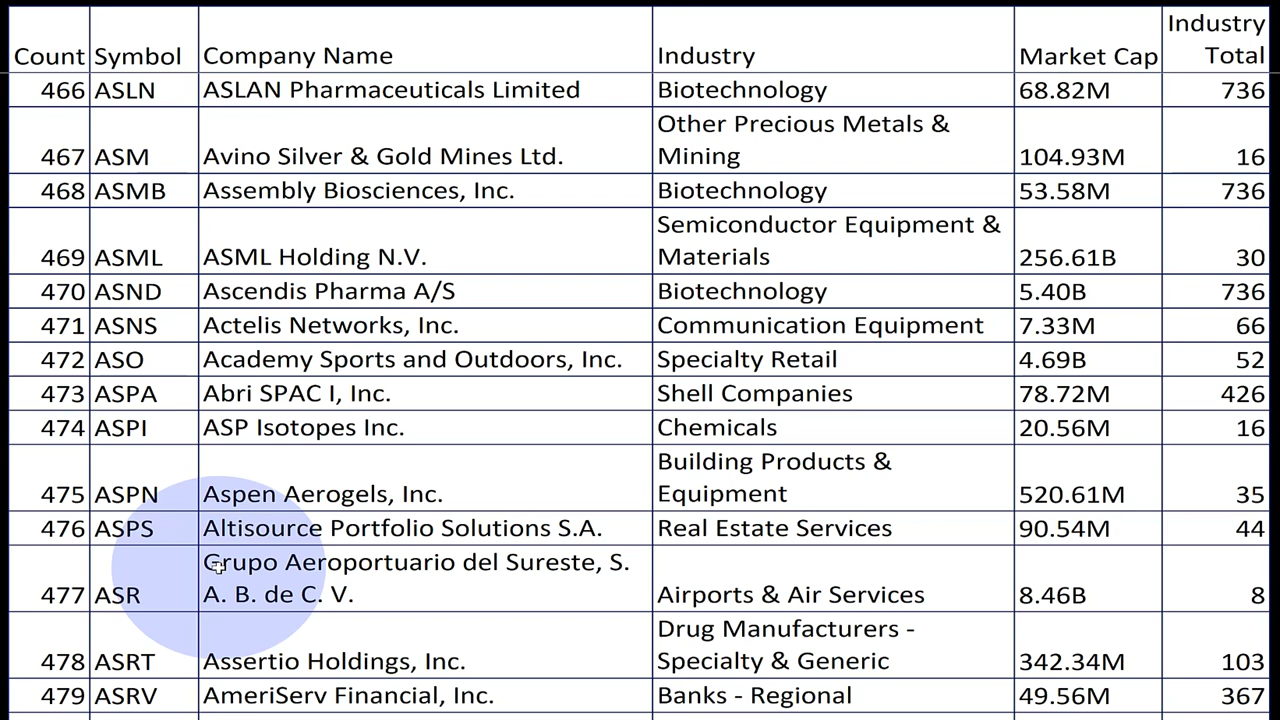 Count Symbol Company Name Industry Market Cap Industry Total
466 ASLN ASLAN Pharmaceuticals Limited Biotechnology 68.82M 736
467 ASM Avino Silver & Gold Mines Ltd. Other Precious Metals & Mining 104.93M 16
468 ASMB Assembly Biosciences, Inc. Biotechnology 53.58M 736
469 ASML ASML Holding N.V. Semiconductor Equipment & Materials 256.61B 30
470 ASND Ascendis Pharma A/S Biotechnology 5.40B 736
471 ASNS Actelis Networks, Inc. Communication Equipment 7.33M 66
472 ASO Academy Sports and Outdoors, Inc. Specialty Retail 4.69B 52
473 ASPA Abri SPAC I, Inc. Shell Companies 78.72M 426
474 ASPI ASP Isotopes Inc. Chemicals 20.56M 16
475 ASPN Aspen Aerogels, Inc. Building Products & Equipment 520.61M 35
476 ASPS Altisource Portfolio Solutions S.A. Real Estate Services 90.54M 44
477 ASR Grupo Aeroportuario del Sureste, S. A. B. de C. V. Airports & Air Services 8.46B 8
478 ASRT Assertio Holdings, Inc. Drug Manufacturers - Specialty & Generic 342.34M 103
479 ASRV AmeriServ Financial, Inc. Banks - Regional 49.56M 367